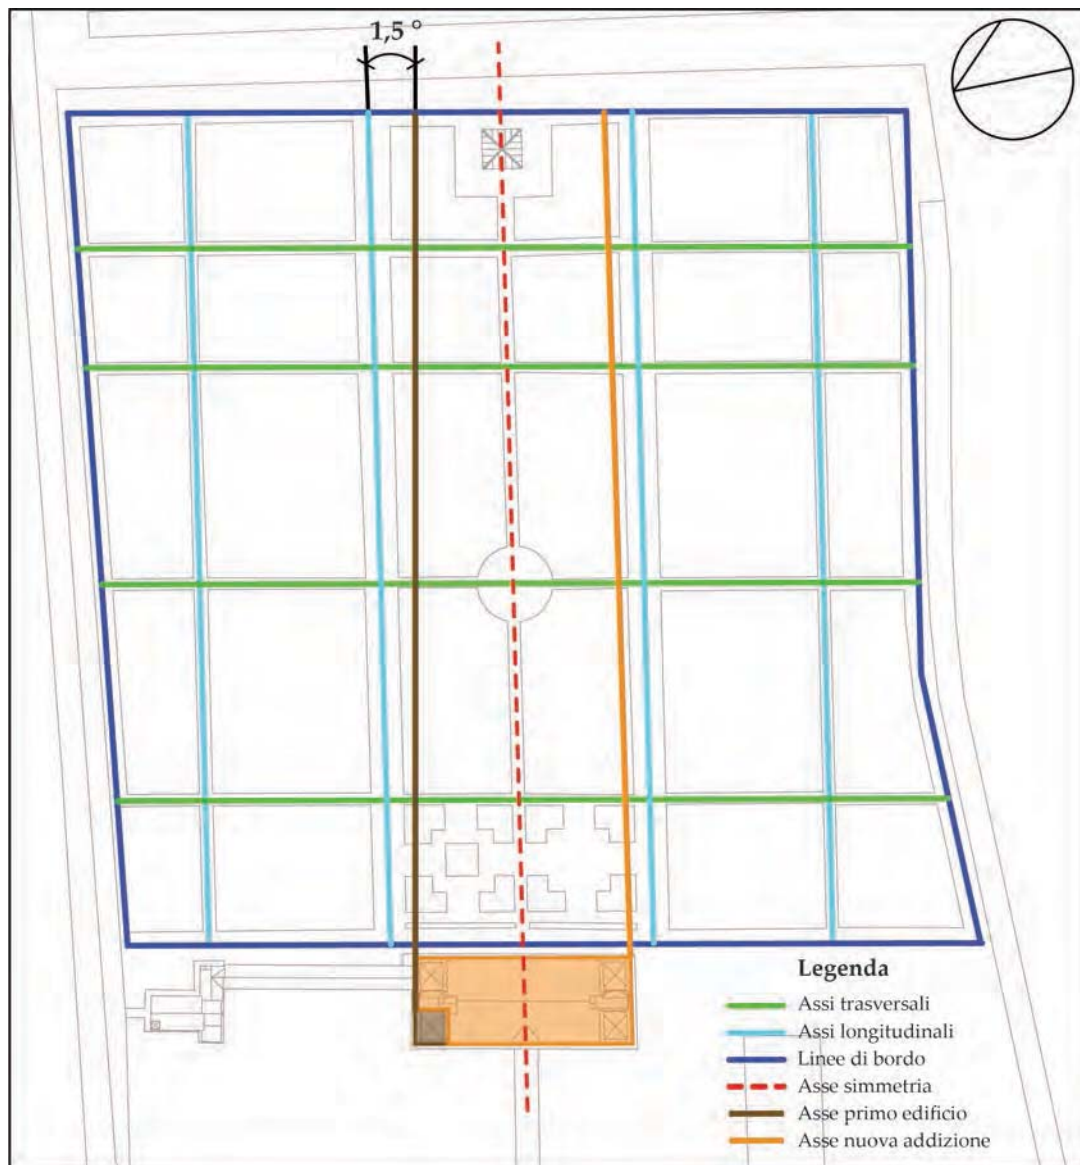 1,5 °
Legenda
Assi trasversali
Assi longitudinali
Linee di bordo
Asse simmetria
Asse primo edificio
Asse nuova addizione